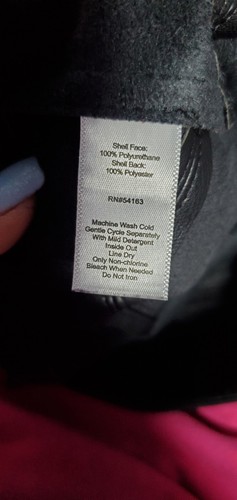 Shell Face:
100% Polyurethane
Shell Back:
100% Polyester
RN#54163
Machine Wash Cold
Gentle Cycle Separately
With Mild Detergent
Inside Out
Line Dry
Only Non-chlorine
Bleach When Needed
Do Not Iron